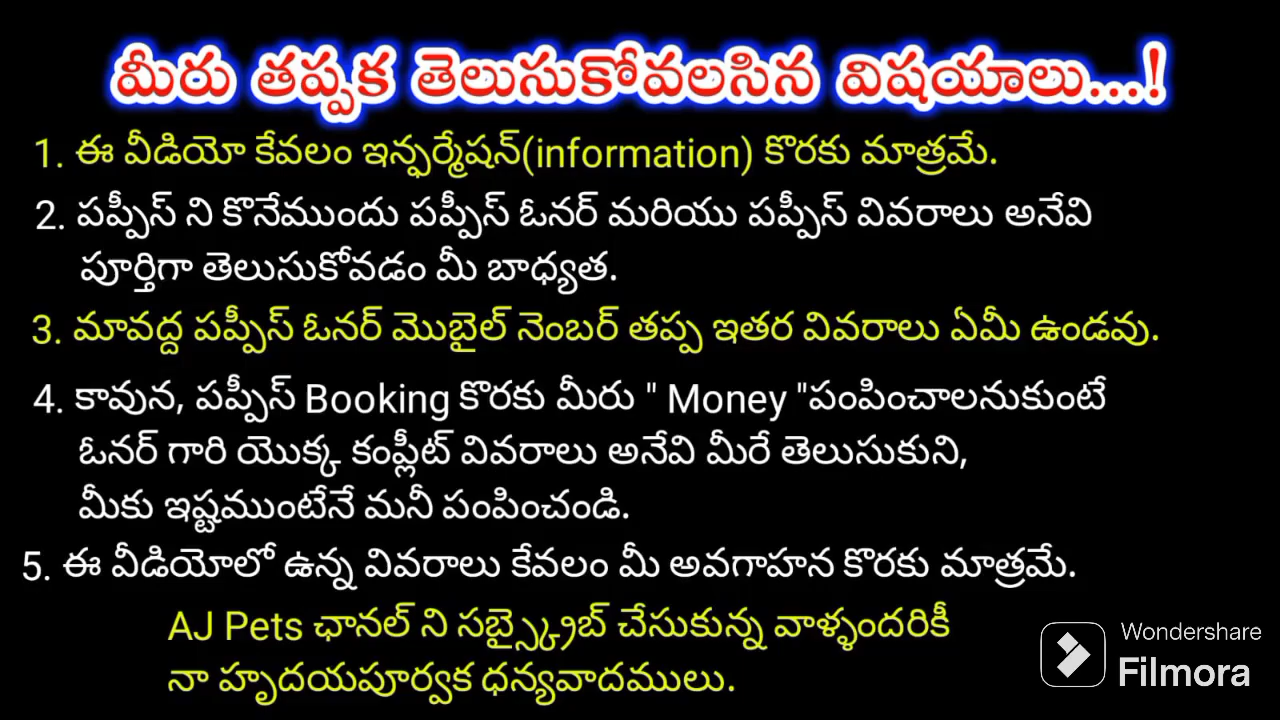 మీరు తప్పక తెలుసుకోవలసిన విషయాలు...!
1. ఈ వీడియో కేవలం ఇన్ఫర్మేషన్(information) కొరకు మాత్రమే.
2. పప్పీస్ ని కొనేముందు పప్పీస్ ఓనర్ మరియు పప్పీస్ వివరాలు అనేవి
పూర్తిగా తెలుసుకోవడం మీ బాధ్యత.
3. మావద్ద పప్పీస్ ఓనర్ మొబైల్ నెంబర్ తప్ప ఇతర వివరాలు ఏమీ ఉండవు.
4. కావున, పప్పీస్ Booking కొరకు మీరు " Money "పంపించాలనుకుంటే
ఓనర్ గారి యొక్క కంప్లీట్ వివరాలు అనేవి మీరే తెలుసుకుని,
మీకు ఇష్టముంటేనే మనీ పంపించండి.
5. ఈ వీడియోలో ఉన్న వివరాలు కేవలం మీ అవగాహన కొరకు మాత్రమే.
AJ Pets ఛానల్ ని సబ్స్క్రైబ్ చేసుకున్న వాళ్ళందరికీ
నా హృదయపూర్వక ధన్యవాదములు.
Wondershare
Filmora